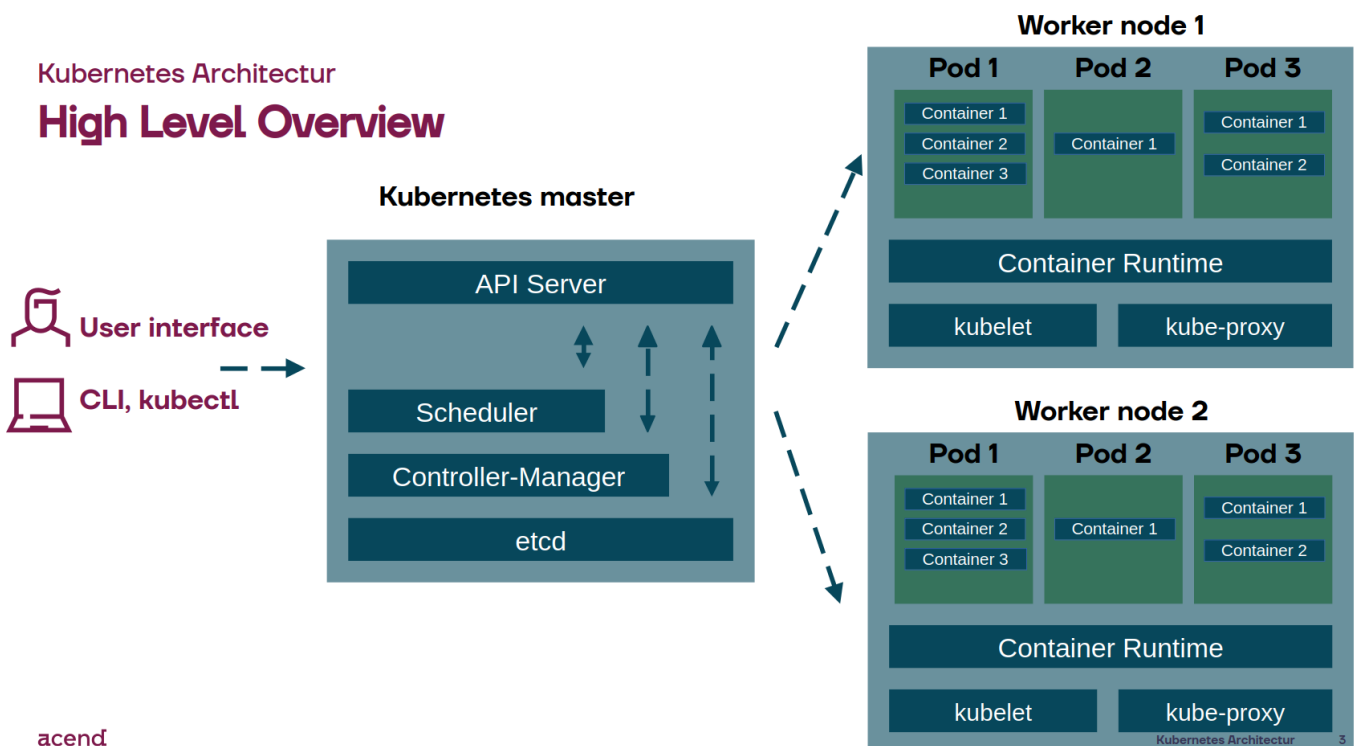 Kubernetes Architectur
High Level Overview
User interface
CLI, kubectl
Kubernetes master
API Server
Scheduler
Controller-Manager
etcd
Worker node 1
Pod 1
Container 1
Container 2
Container 3
Pod 2
Container 1
Pod 3
Container 1
Container 2
Container Runtime
kubelet
kube-proxy
Worker node 2
Pod 1
Container 1
Container 2
Container 3
Pod 2
Container 1
Pod 3
Container 1
Container 2
Container Runtime
kubelet
kube-proxy
acend
Kubernetes Architectur 3